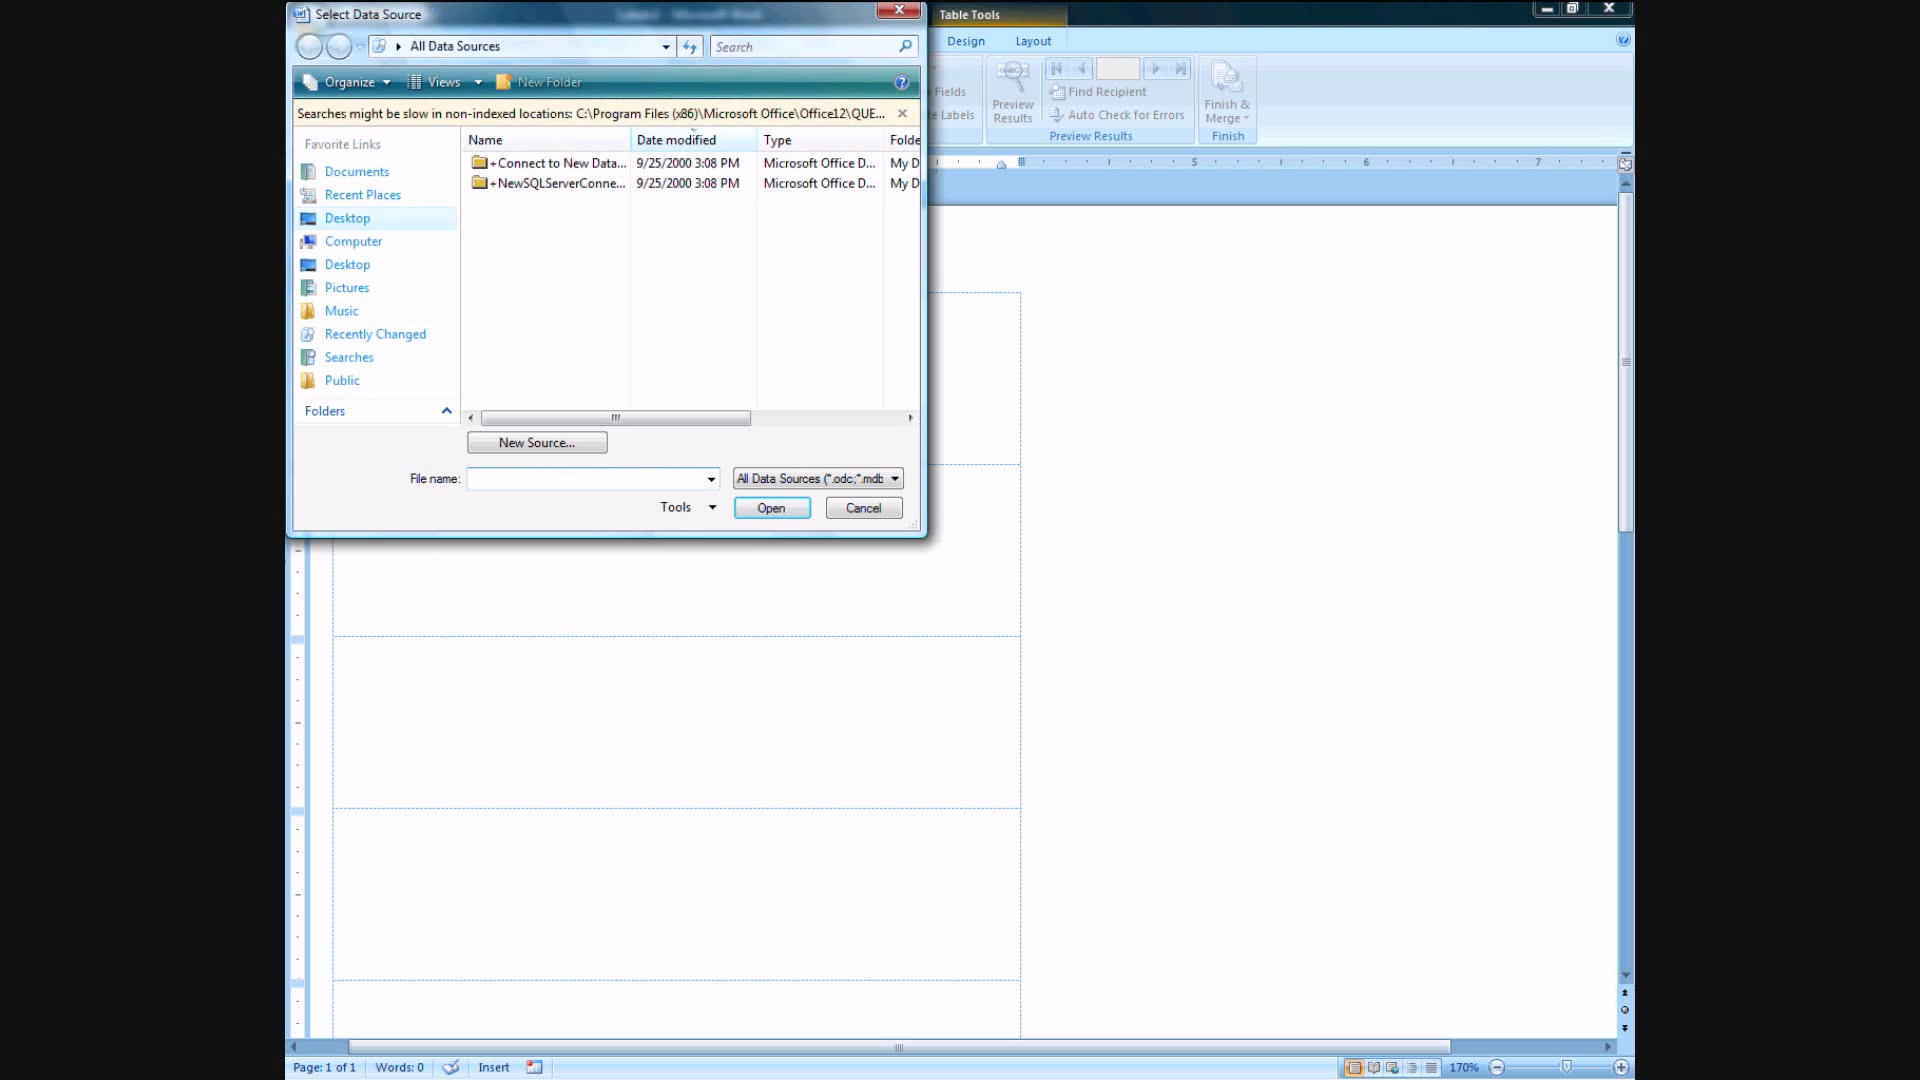 Select Data Source
Table Tools
All Data Sources
Search
Design
Layout
Organize
Views
New Folder
Fields
Preview
Results
Find Recipient
Auto Check for Errors
Preview Results
Finish &
Merge
Finish
Labels
Searches might be slow in non-indexed locations: C:\Program Files (x86)\Microsoft Office\Office12\QUE...
Favorite Links
Name
Date modified
Type
Folde
+Connect to New Data...
9/25/2000 3:08 PM
Microsoft Office D...
My D
+NewSQLServerConne...
9/25/2000 3:08 PM
Microsoft Office D...
My D
Documents
Recent Places
Desktop
Computer
Desktop
Pictures
Music
Recently Changed
Searches
Public
Folders
5
6
7
New Source...
File name:
All Data Sources (*.odc;*.mdb
Tools
Open
Cancel
Page: 1 of 1
Words: 0
Insert
170%